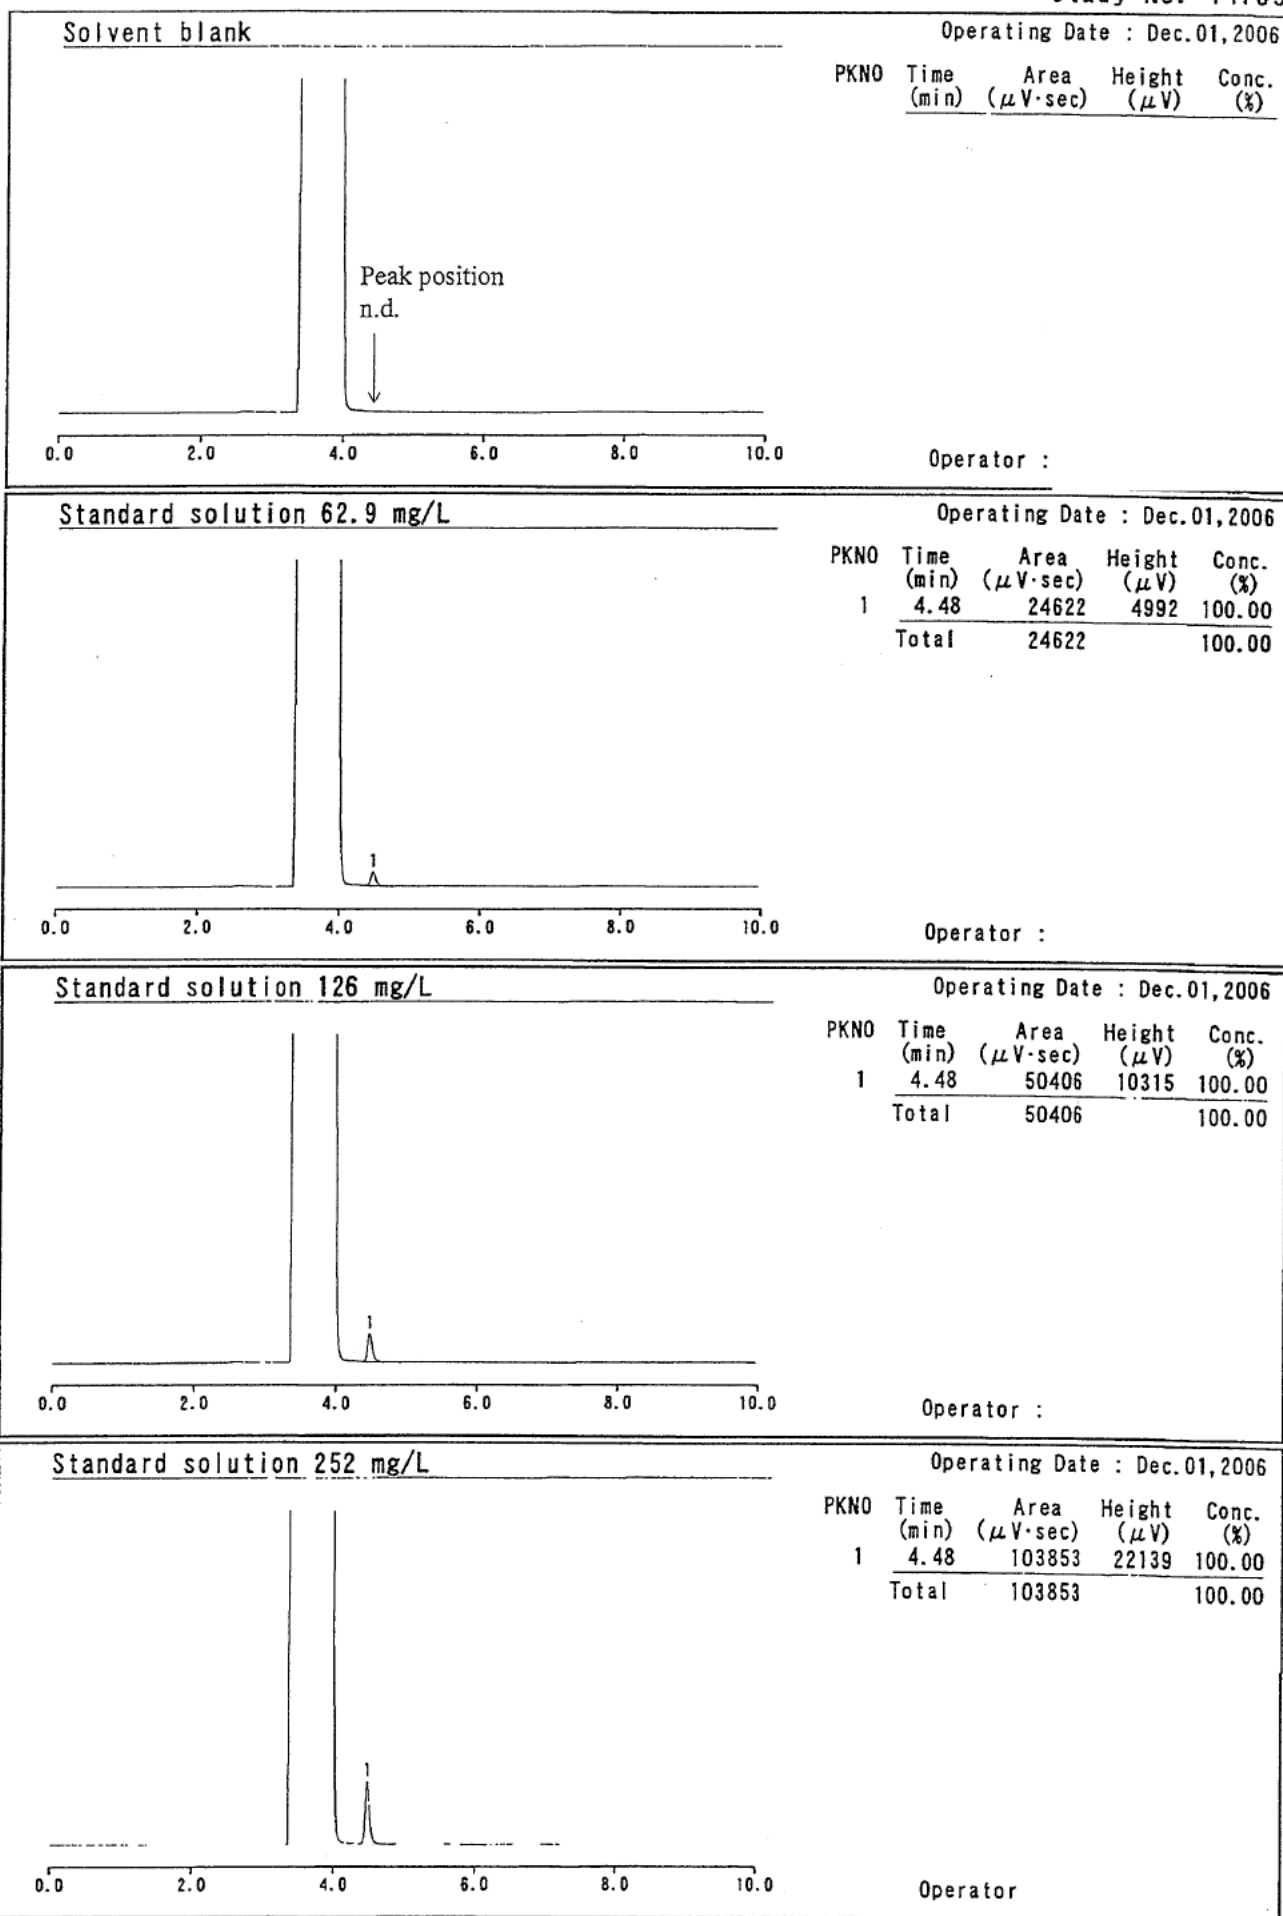 Solvent blank
Operating Date : Dec.01,2006
PKNO Time Area Height Conc.
(min) (μV·sec) (μV) (%)
Peak position
n.d.
0.0 2.0 4.0 6.0 8.0 10.0
Operator :
Standard solution 62.9 mg/L
Operating Date : Dec.01,2006
PKNO Time Area Height Conc.
(min) (μV·sec) (μV) (%)
1 4.48 24622 4992 100.00
Total 24622 100.00
1
0.0 2.0 4.0 6.0 8.0 10.0
Operator :
Standard solution 126 mg/L
Operating Date : Dec.01,2006
PKNO Time Area Height Conc.
(min) (μV·sec) (μV) (%)
1 4.48 50406 10315 100.00
Total 50406 100.00
1
0.0 2.0 4.0 6.0 8.0 10.0
Operator :
Standard solution 252 mg/L
Operating Date : Dec.01,2006
PKNO Time Area Height Conc.
(min) (μV·sec) (μV) (%)
1 4.48 103853 22139 100.00
Total 103853 100.00
1
0.0 2.0 4.0 6.0 8.0 10.0
Operator